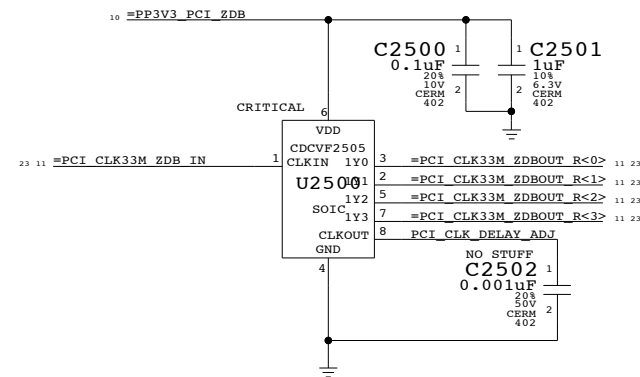 10 =PP3V3_PCI_ZDB
C2500 1
0.1uF
20%
10V
CERM
402
2
1 C2501
1uF
10%
6.3V
CERM
402
2
CRITICAL
6
VDD
CDCVF2505
23 11 =PCI_CLK33M_ZDB_IN 1 CLKIN
1Y0 3 =PCI_CLK33M_ZDBOUT_R<0> 11 23
U2500
1Y1 2 =PCI_CLK33M_ZDBOUT_R<1> 11 23
1Y2 5 =PCI_CLK33M_ZDBOUT_R<2> 11 23
SOIC
1Y3 7 =PCI_CLK33M_ZDBOUT_R<3> 11 23
CLKOUT 8 PCI_CLK_DELAY_ADJ
GND
4
NO STUFF
C2502 1
0.001uF
20%
50V
CERM
402
2